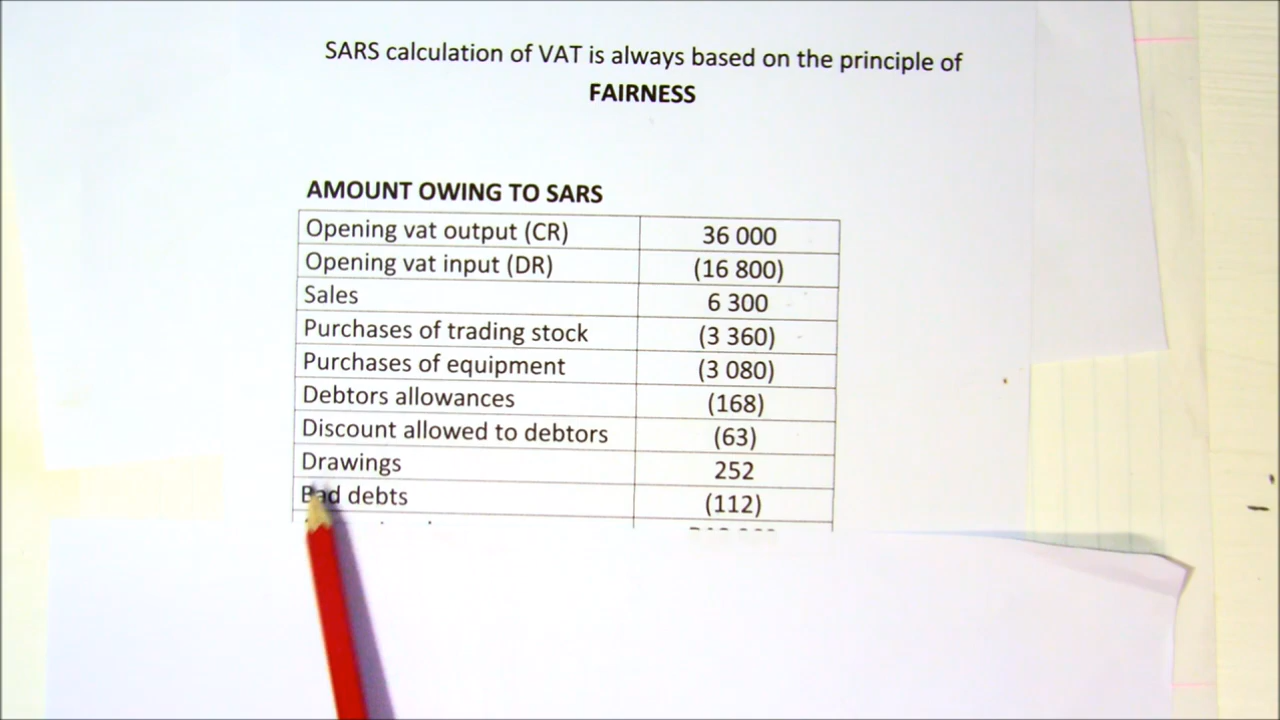 SARS calculation of VAT is always based on the principle of
FAIRNESS
AMOUNT OWING TO SARS
Opening vat output (CR) 36 000
Opening vat input (DR) (16 800)
Sales 6 300
Purchases of trading stock (3 360)
Purchases of equipment (3 080)
Debtors allowances (168)
Discount allowed to debtors (63)
Drawings 252
Bad debts (112)